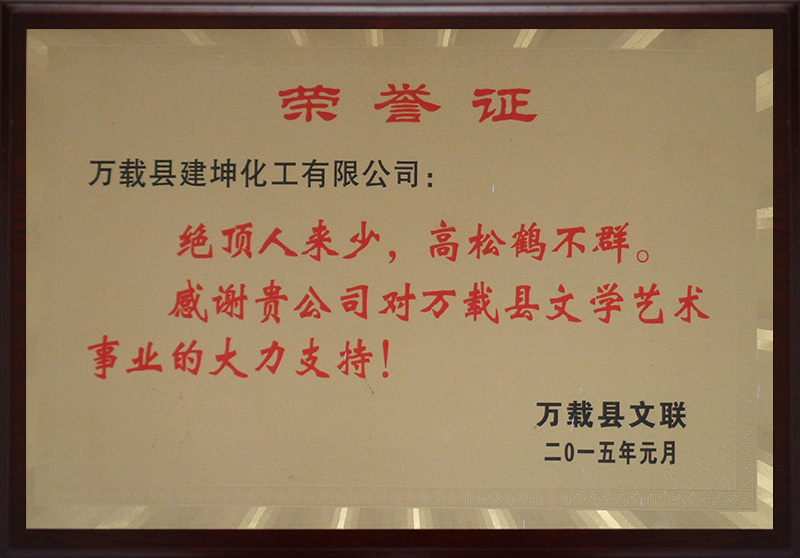 荣誉证
万载县建坤化工有限公司：
绝顶人来少，高松鹤不群。
感谢贵公司对万载县文学艺术
事业的大力支持！
万载县文联
二0一五年元月